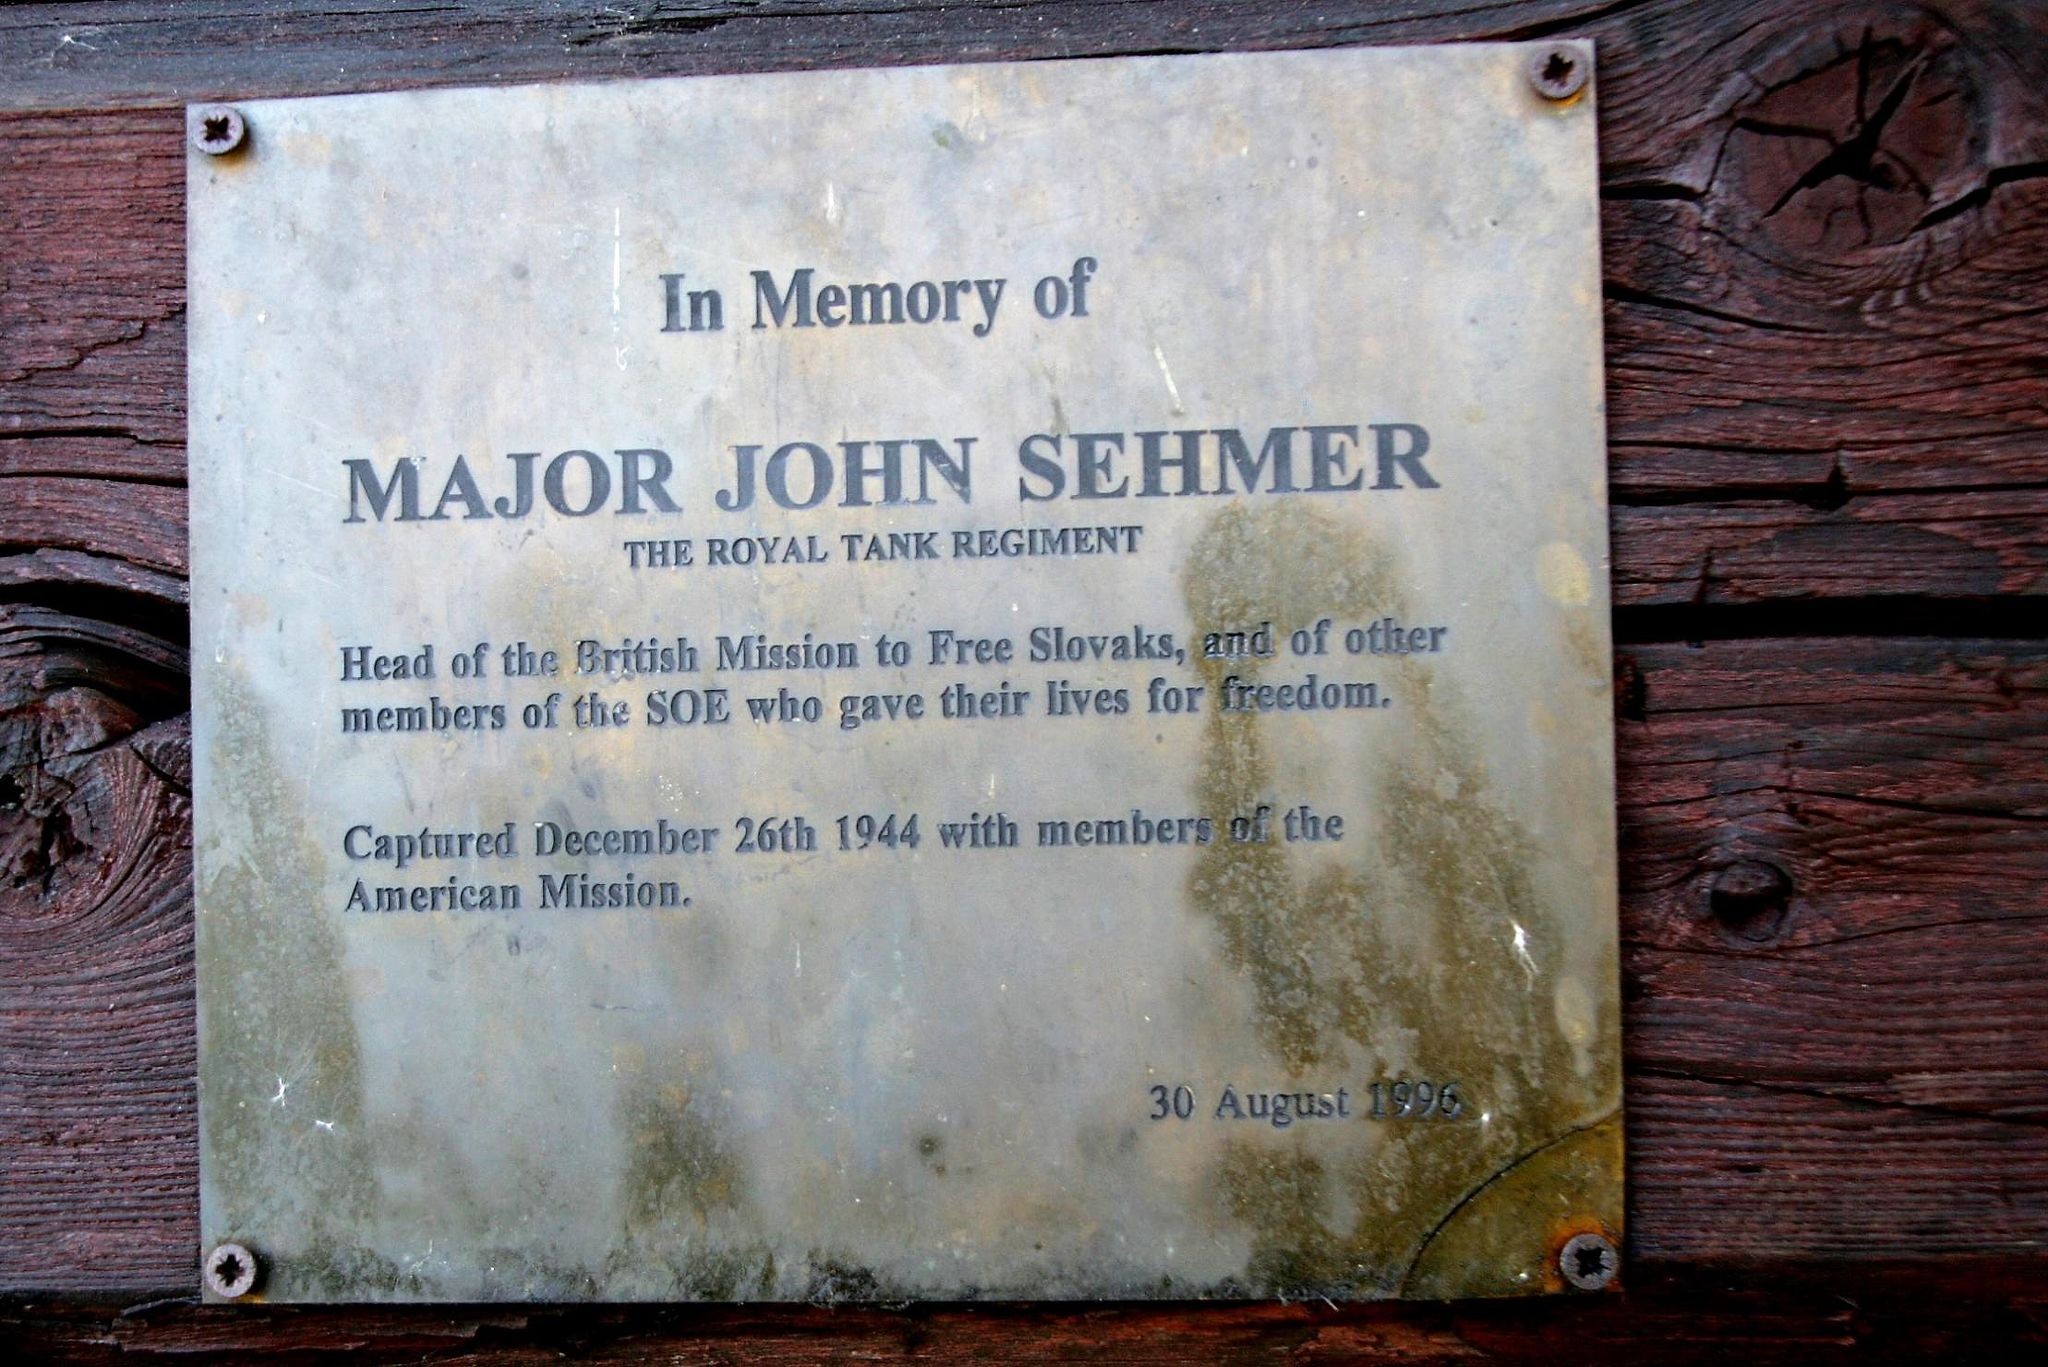 In Memory of
MAJOR JOHN SEHMER
THE ROYAL TANK REGIMENT
Head of the British Mission to Free Slovaks, and of other
members of the SOE who gave their lives for freedom.
Captured December 26th 1944 with members of the
American Mission.
30 August 1996